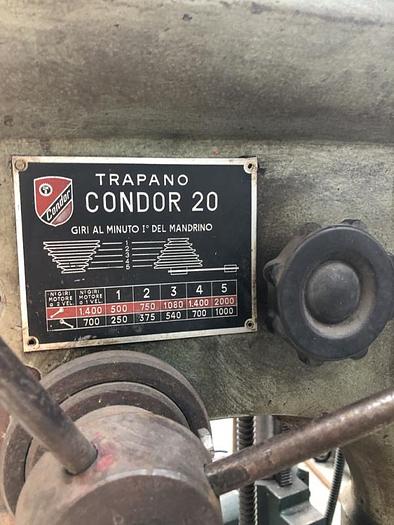 Condor
TRAPANO
CONDOR 20
GIRI AL MINUTO I° DEL MANDRINO
1
2
3
4
5
N° GIRI MOTORE a 2 VEL. N° GIRI MOTORE a 1 VEL. 1 2 3 4 5
1.400 500 750 1080 1.400 2000
700 250 375 540 700 1000